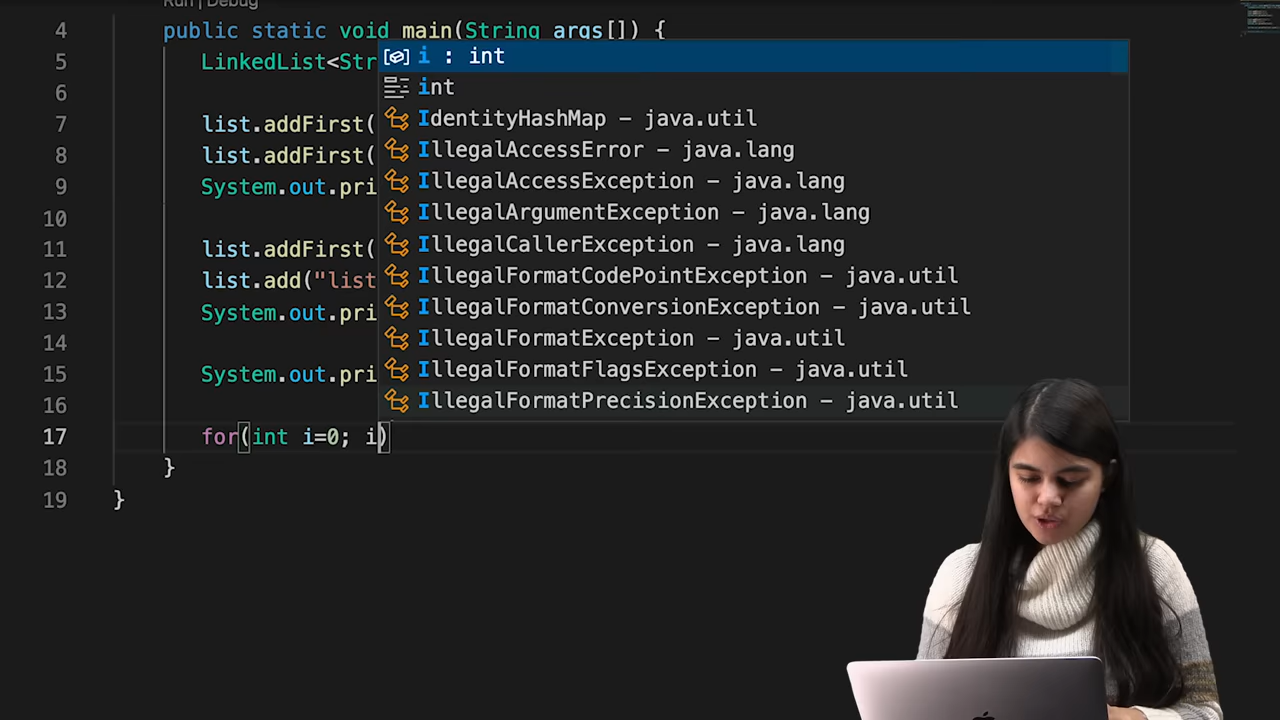 Run | Debug
4 public static void main(String args[]) {
5 LinkedList<Str
i : int
6
int
7 list.addFirst(
IdentityHashMap – java.util
8 list.addFirst(
IllegalAccessError – java.lang
9 System.out.pri
IllegalAccessException – java.lang
10
IllegalArgumentException – java.lang
11 list.addFirst(
IllegalCallerException – java.lang
12 list.add("list
IllegalFormatCodePointException – java.util
13 System.out.pri
IllegalFormatConversionException – java.util
14
IllegalFormatException – java.util
15 System.out.pri
IllegalFormatFlagsException – java.util
16
IllegalFormatPrecisionException – java.util
17 for(int i=0; i)
18 }
19 }